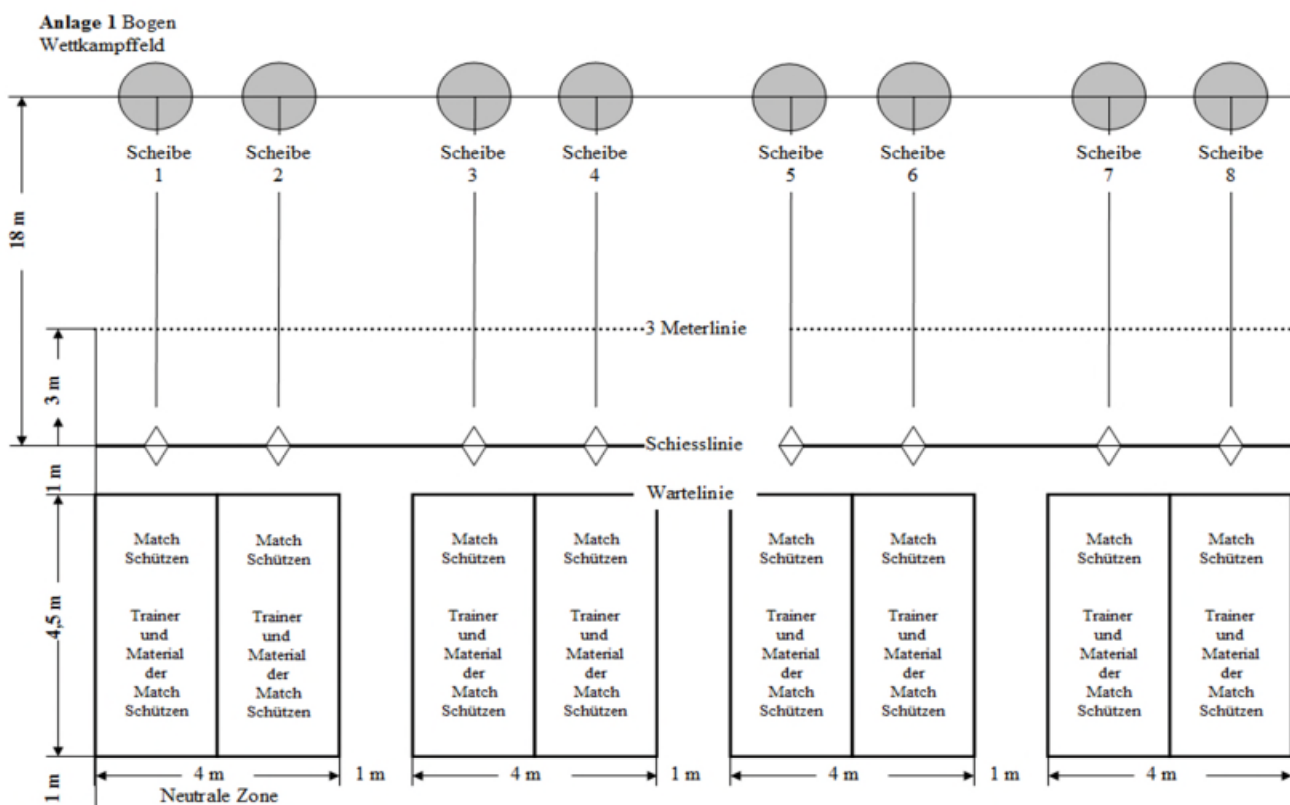 Anlage 1 Bogen
Wettkampffeld
Scheibe 1
Scheibe 2
Scheibe 3
Scheibe 4
Scheibe 5
Scheibe 6
Scheibe 7
Scheibe 8
18 m
3 Meterlinie
3 m
Schiesslinie
1 m
Wartelinie
4,5 m
Match
Schützen
Trainer
und
Material
der
Match
Schützen
Match
Schützen
Trainer
und
Material
der
Match
Schützen
Match
Schützen
Trainer
und
Material
der
Match
Schützen
Match
Schützen
Trainer
und
Material
der
Match
Schützen
Match
Schützen
Trainer
und
Material
der
Match
Schützen
Match
Schützen
Trainer
und
Material
der
Match
Schützen
Match
Schützen
Trainer
und
Material
der
Match
Schützen
Match
Schützen
Trainer
und
Material
der
Match
Schützen
1 m
4 m
1 m
4 m
1 m
4 m
1 m
4 m
Neutrale Zone